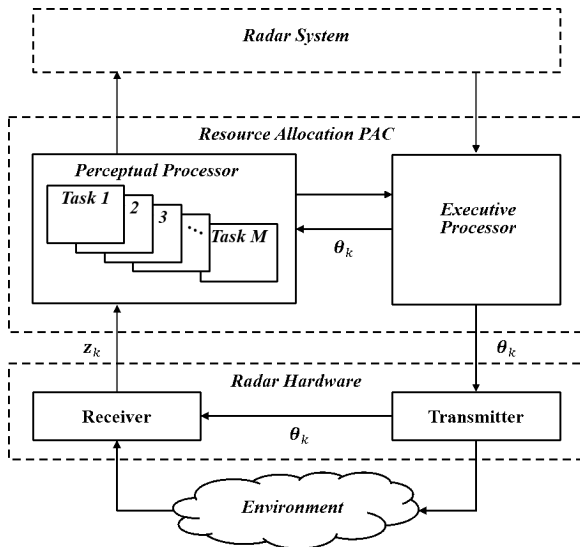 Radar System
Resource Allocation PAC
Perceptual Processor
Task 1
2
3
...
Task M
Executive
Processor
θk
zk
θk
Radar Hardware
Receiver
Transmitter
θk
Environment